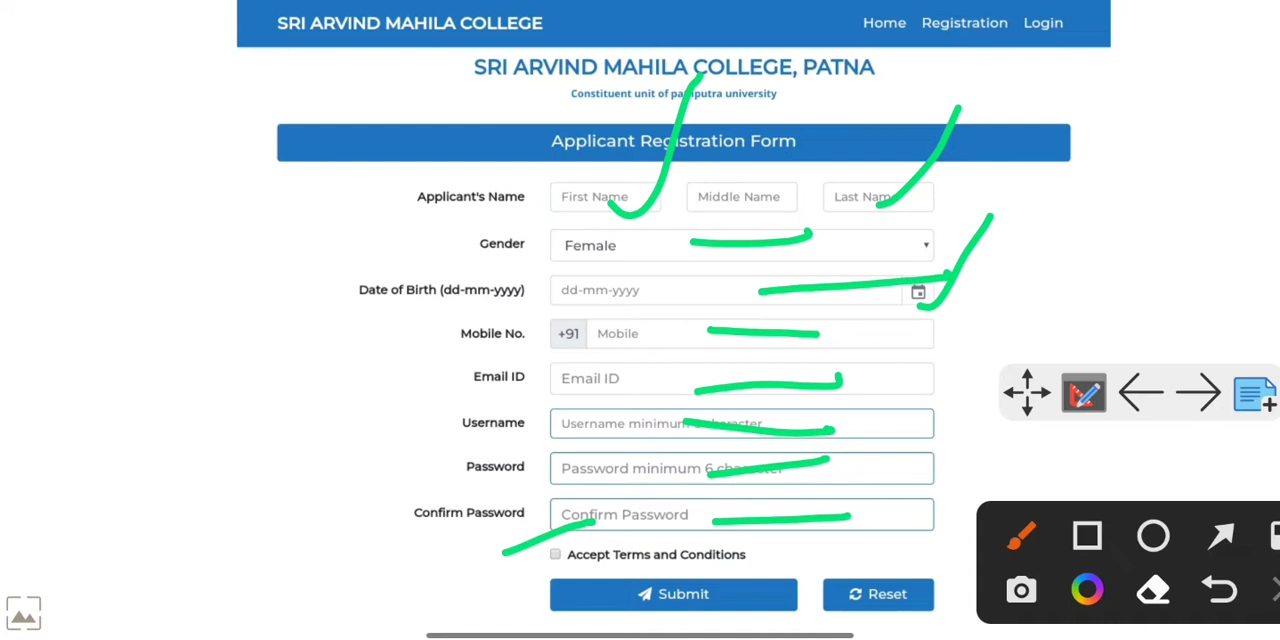 SRI ARVIND MAHILA COLLEGE Home Registration Login
SRI ARVIND MAHILA COLLEGE, PATNA
Constituent unit of university
Applicant Registration Form
Applicant's Name First Name Middle Name Last Name
Gender Female
Date of Birth (dd-mm-yyyy) dd-mm-yyyy
Mobile No. +91 Mobile
Email ID Email ID
Username Username minimum character
Password Password minimum 6 character
Confirm Password Confirm Password
Accept Terms and Conditions
Submit Reset